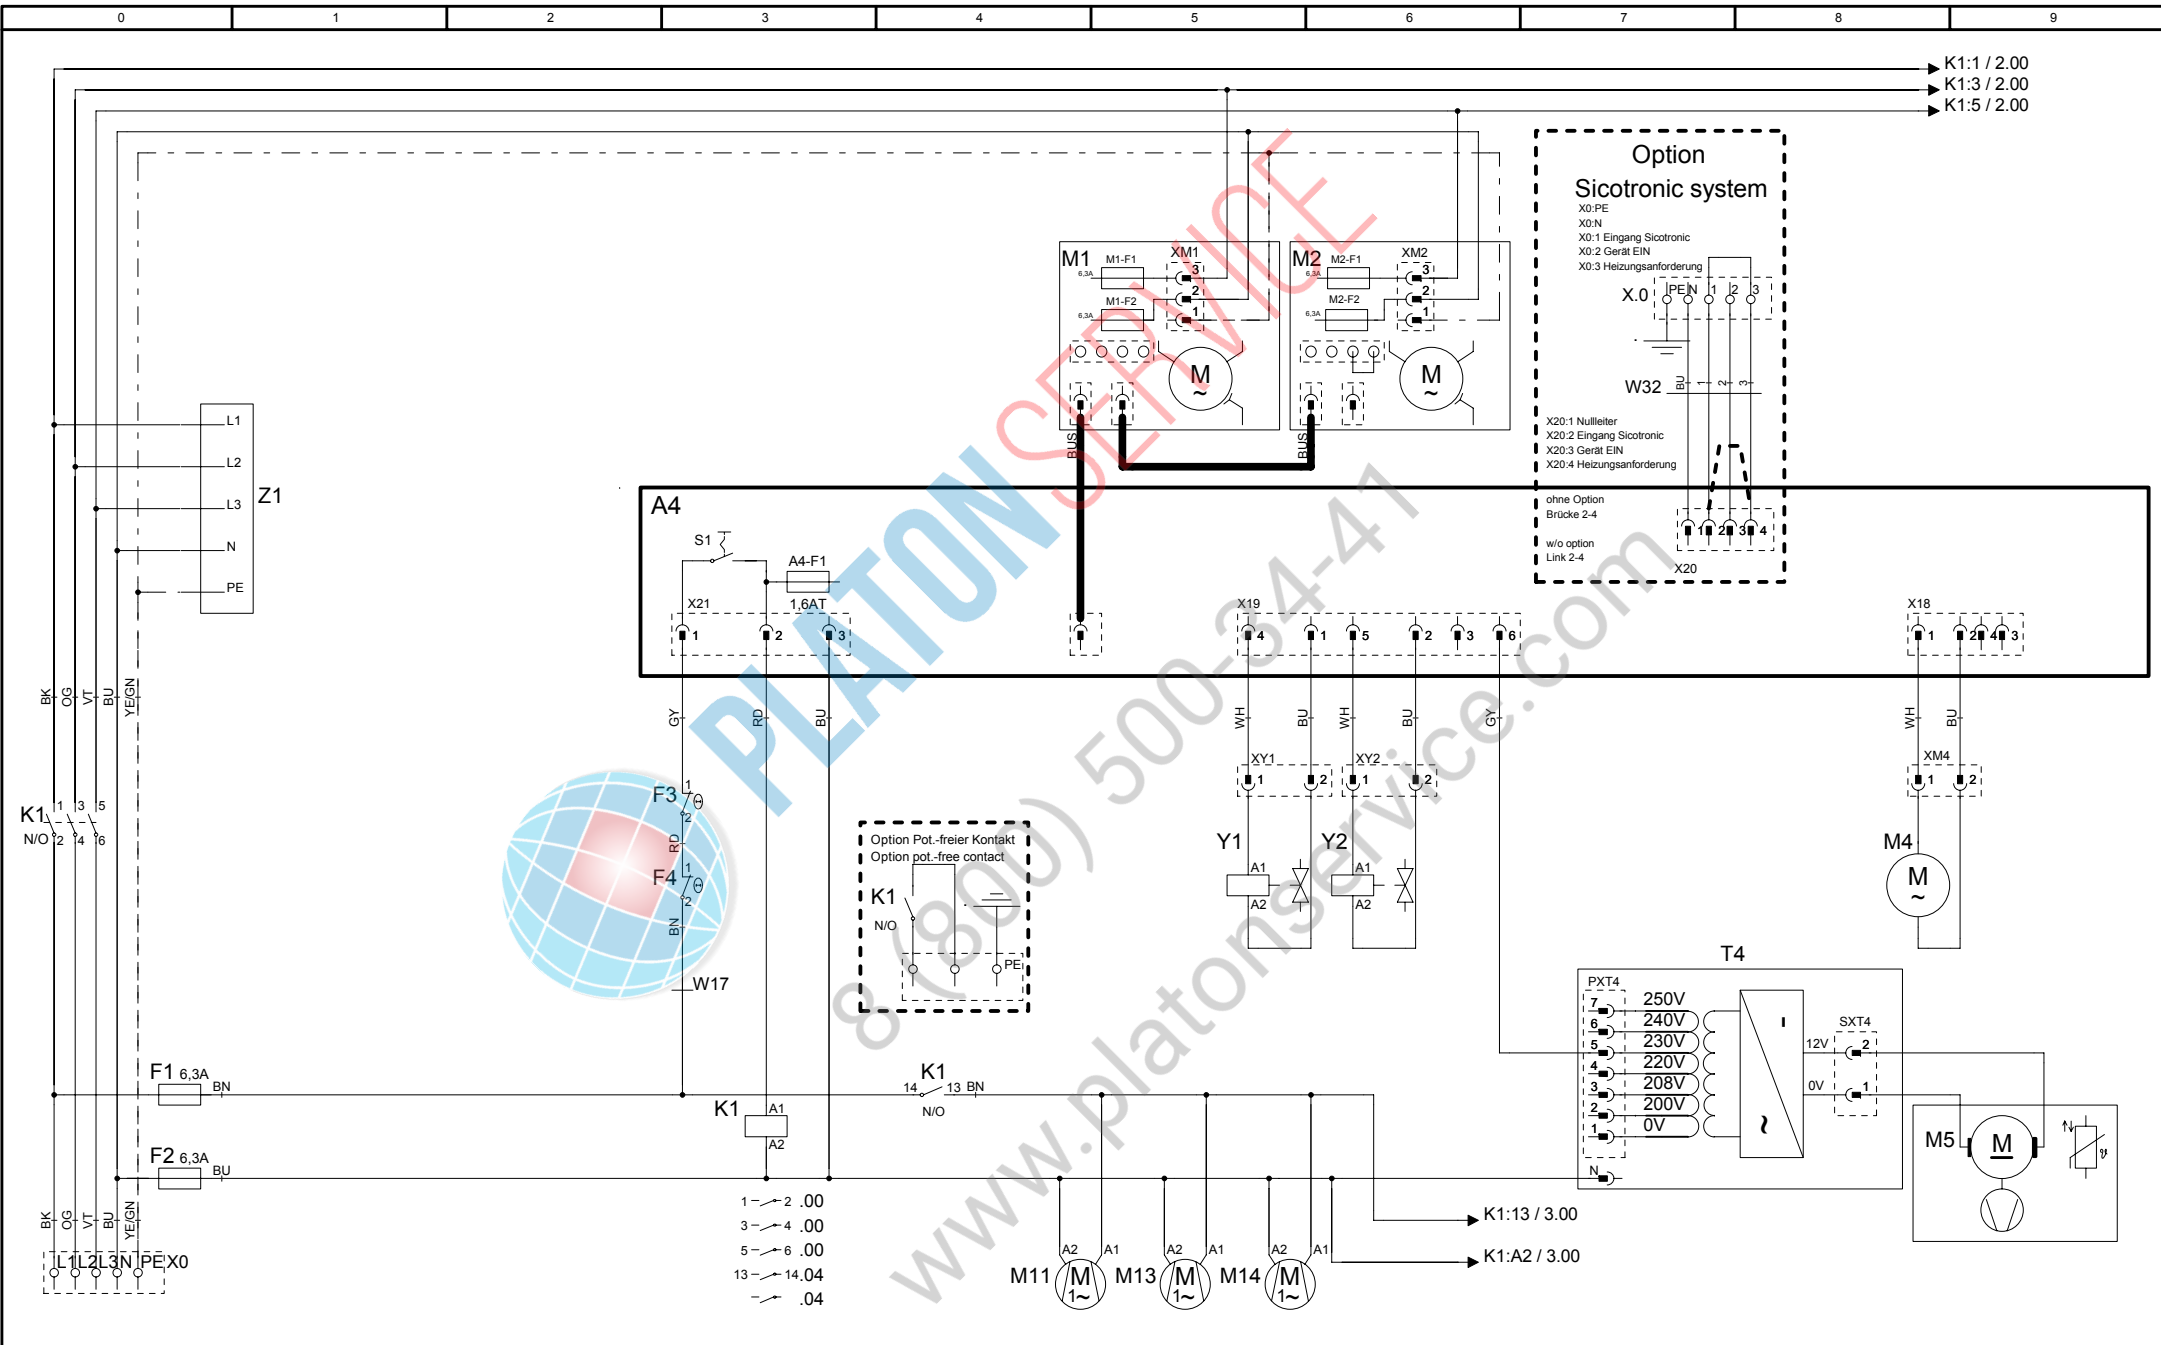 0 1 2 3 4 5 6 7 8 9
K1:1 / 2.00
K1:3 / 2.00
K1:5 / 2.00
Option
Sicotronic system
X0:PE
X0:N
X0:1 Eingang Sicotronic
X0:2 Gerät EIN
X0:3 Heizungsanforderung
X.0 PE N 1 2 3
W32 BU 1 2 3
X20:1 Nullleiter
X20:2 Eingang Sicotronic
X20:3 Gerät EIN
X20:4 Heizungsanforderung
ohne Option
Brücke 2-4
w/o option
Link 2-4
1 2 3 4
X20
M1 M1-F1 XM1
6,3A 3
M1-F2 2
6,3A 1
M
~
BUS
M2 M2-F1 XM2
6,3A 3
M2-F2 2
6,3A 1
M
~
BUS
L1
L2
L3
N
PE
Z1
A4
S1
A4-F1
1,6AT
X21
1 2 3
X19
4 1 5 2 3 6
X18
1 2 4 3
BK OG VT BU YE/GN
GY RD BU
WH BU WH BU GY
WH BU
XY1
1 2
XY2
1 2
XM4
1 2
K1 1 3 5
N/O 2 4 6
F3 1
2
RD
F4 1
2
BN
W17
Option Pot.-freier Kontakt
Option pot.-free contact
K1
N/O
PE
Y1 A1
A2
Y2 A1
A2
M4
M
~
T4
PXT4
7 250V
6 240V
5 230V
4 220V
3 208V
2 200V
1 0V
N
~
SXT4
12V 2
0V 1
M5 M
ϑ
F1 6,3A BN
F2 6,3A BU
K1 A1
A2
K1
14 13 BN
N/O
1 2 .00
3 4 .00
5 6 .00
13 14 .04
.04
BK OG VT BU YE/GN
L1 L2 L3 N PE X0
M11 A2 A1
M
1~
M13 A2 A1
M
1~
M14 A2 A1
M
1~
K1:13 / 3.00
K1:A2 / 3.00
PLATONSERVICE
8 (800) 500-34-41
www.platonservice.com